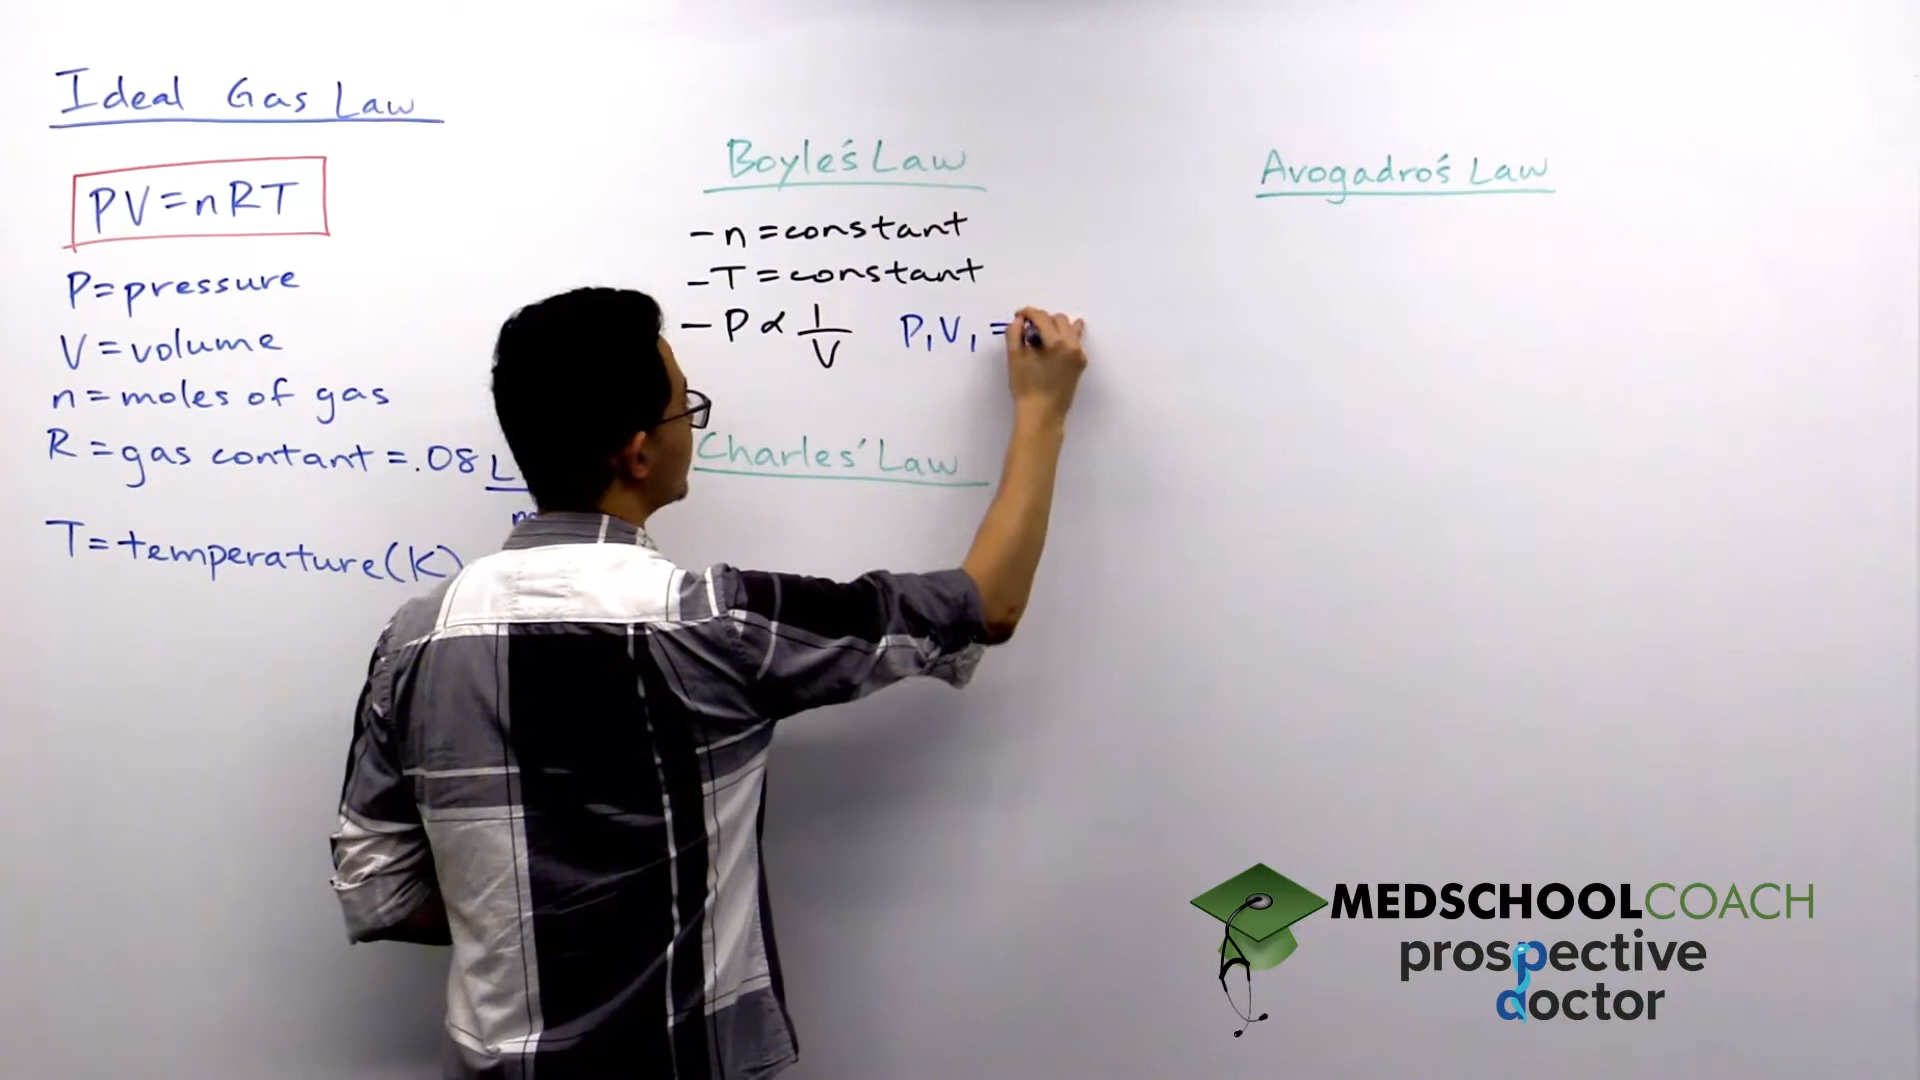 Ideal Gas Law
PV=nRT
P=pressure
V=volume
n=moles of gas
R=gas contant=.08 L
T=temperature(K)
Boyle's Law
-n=constant
-T=constant
-P∝1/V P₁V₁=
Charles' Law
Avogadro's Law
MEDSCHOOLCOACH
prospective
doctor